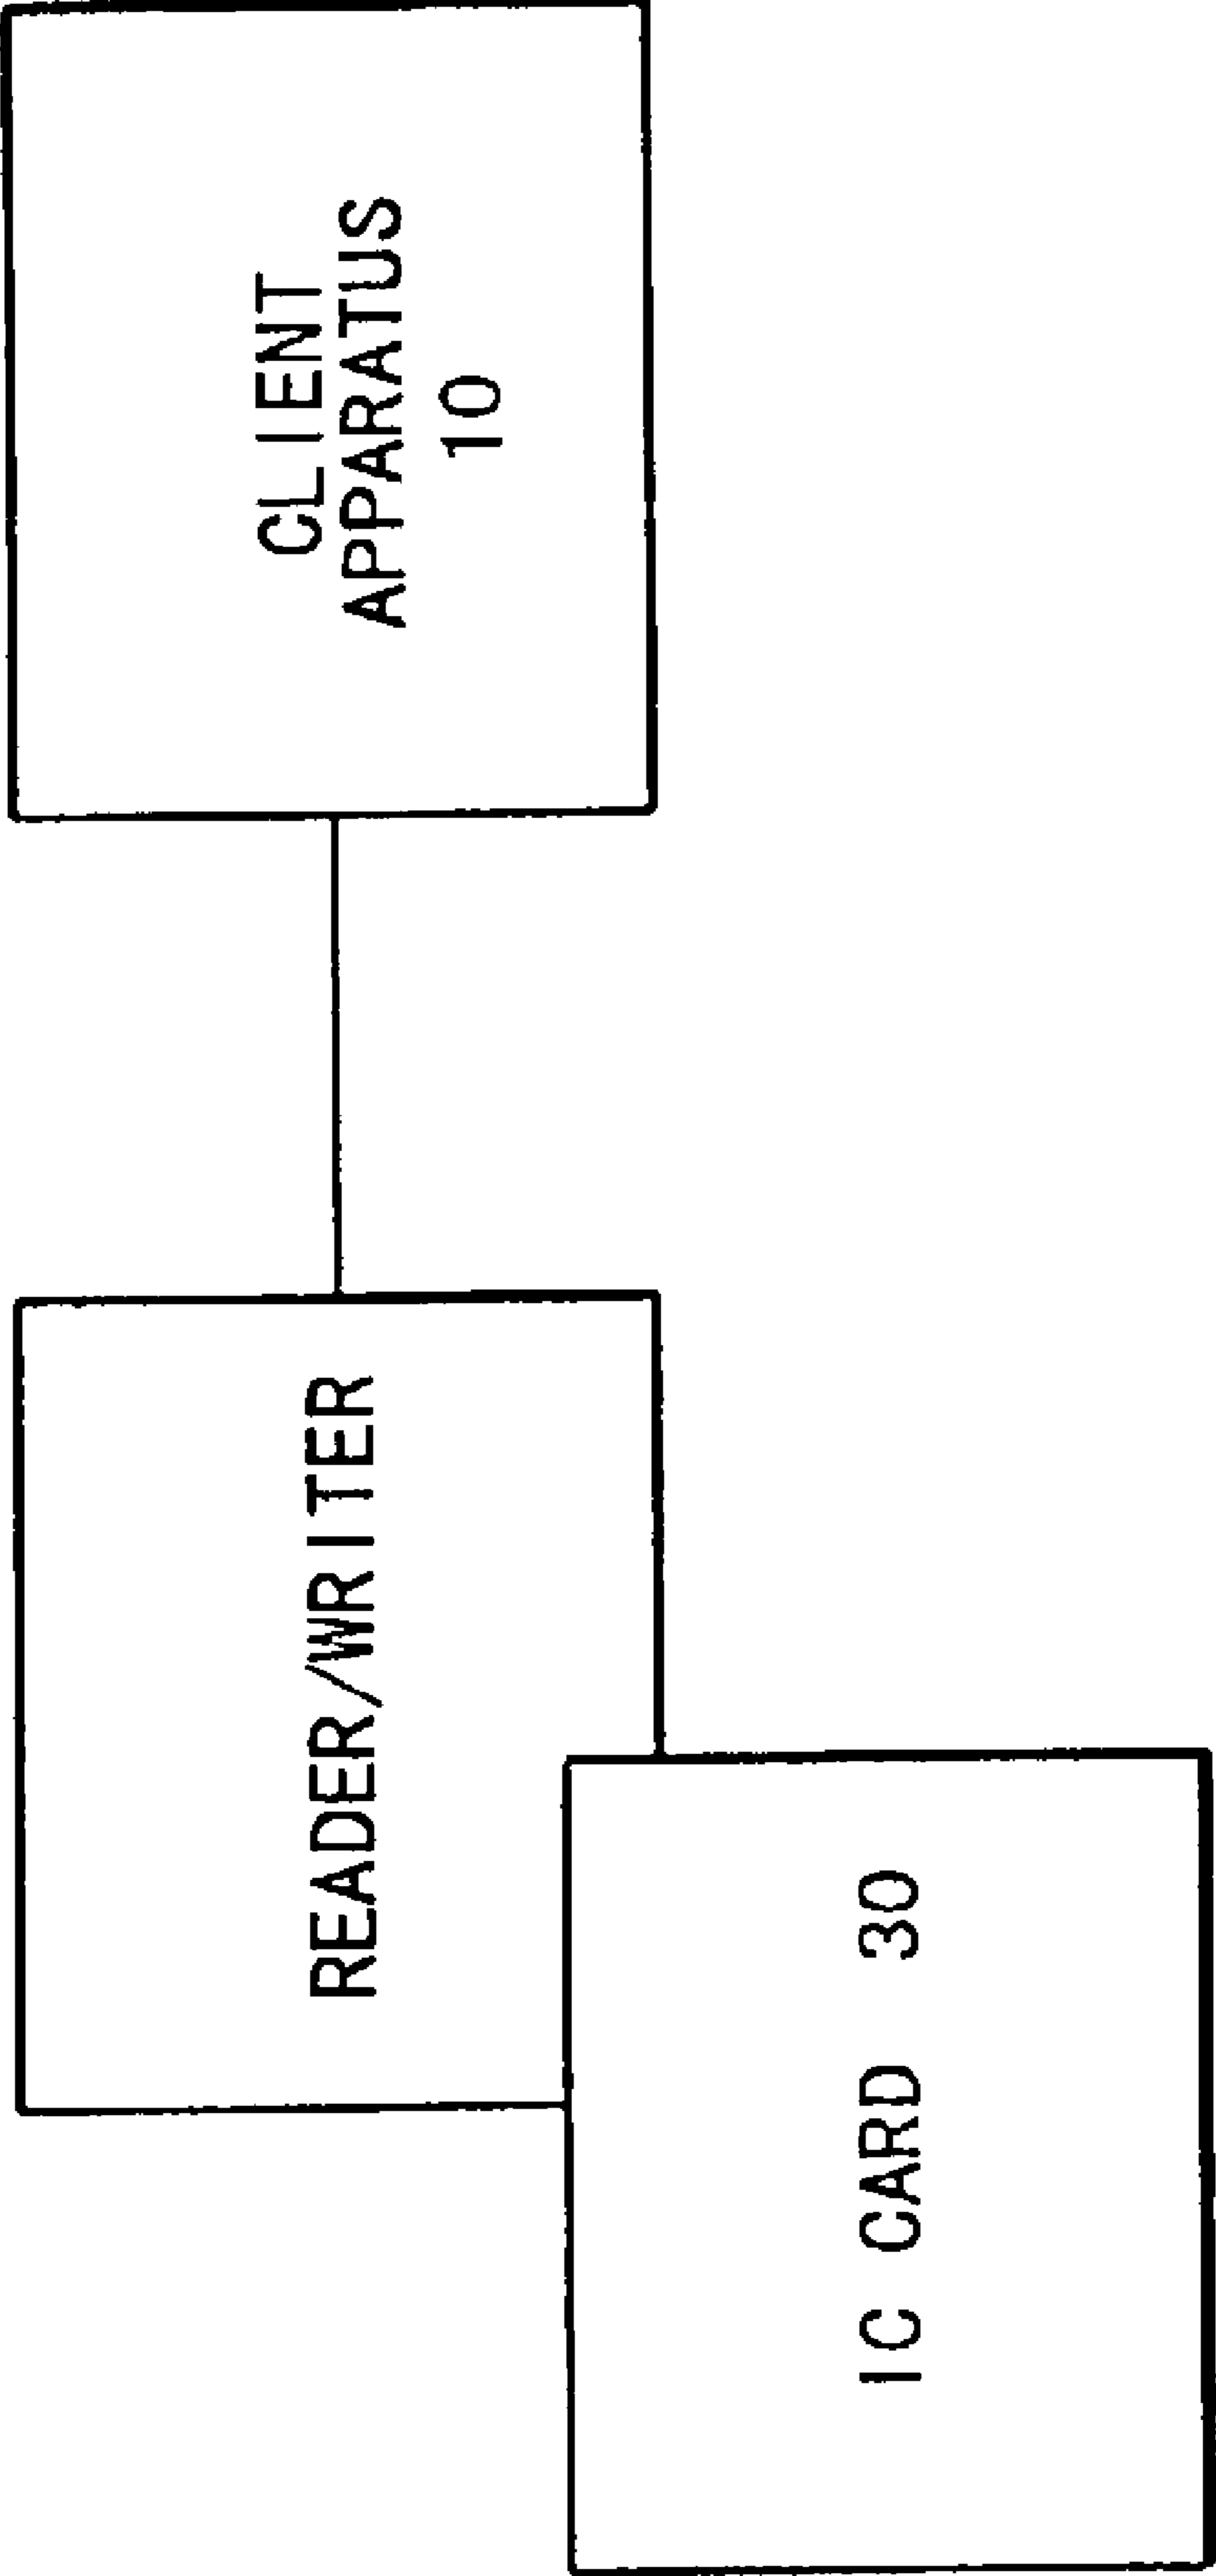 IC CARD 30
READER/WRITER
CLIENT
APPARATUS
10